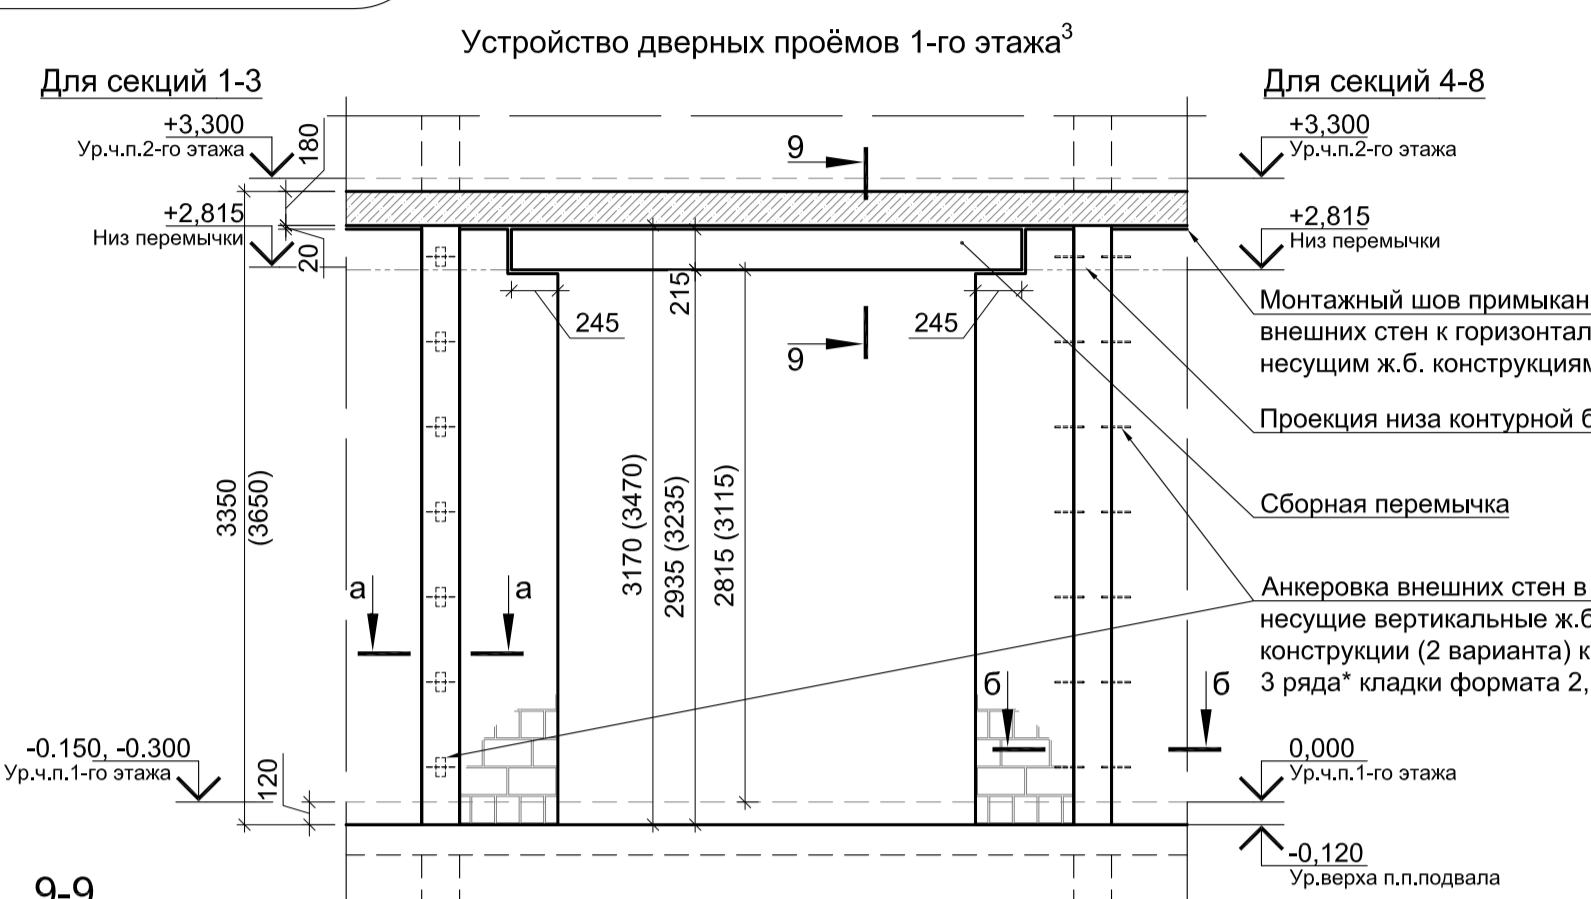 Устройство дверных проёмов 1-го этажа³
Для секций 1-3
Для секций 4-8
+3,300
Ур.ч.п.2-го этажа
180
9
+3,300
Ур.ч.п.2-го этажа
+2,815
Низ перемычки
20
+2,815
Низ перемычки
215
245
245
9
Монтажный шов примыкан
внешних стен к горизонтал
несущим ж.б. конструкциям
Проекция низа контурной б
3350
(3650)
3170 (3470)
2935 (3235)
2815 (3115)
Сборная перемычка
а
а
Анкеровка внешних стен в
несущие вертикальные ж.б
конструкции (2 варианта) к
3 ряда* кладки формата 2,
б
б
-0.150, -0.300
Ур.ч.п.1-го этажа
120
0,000
Ур.ч.п.1-го этажа
-0,120
Ур.верха п.п.подвала
9-9